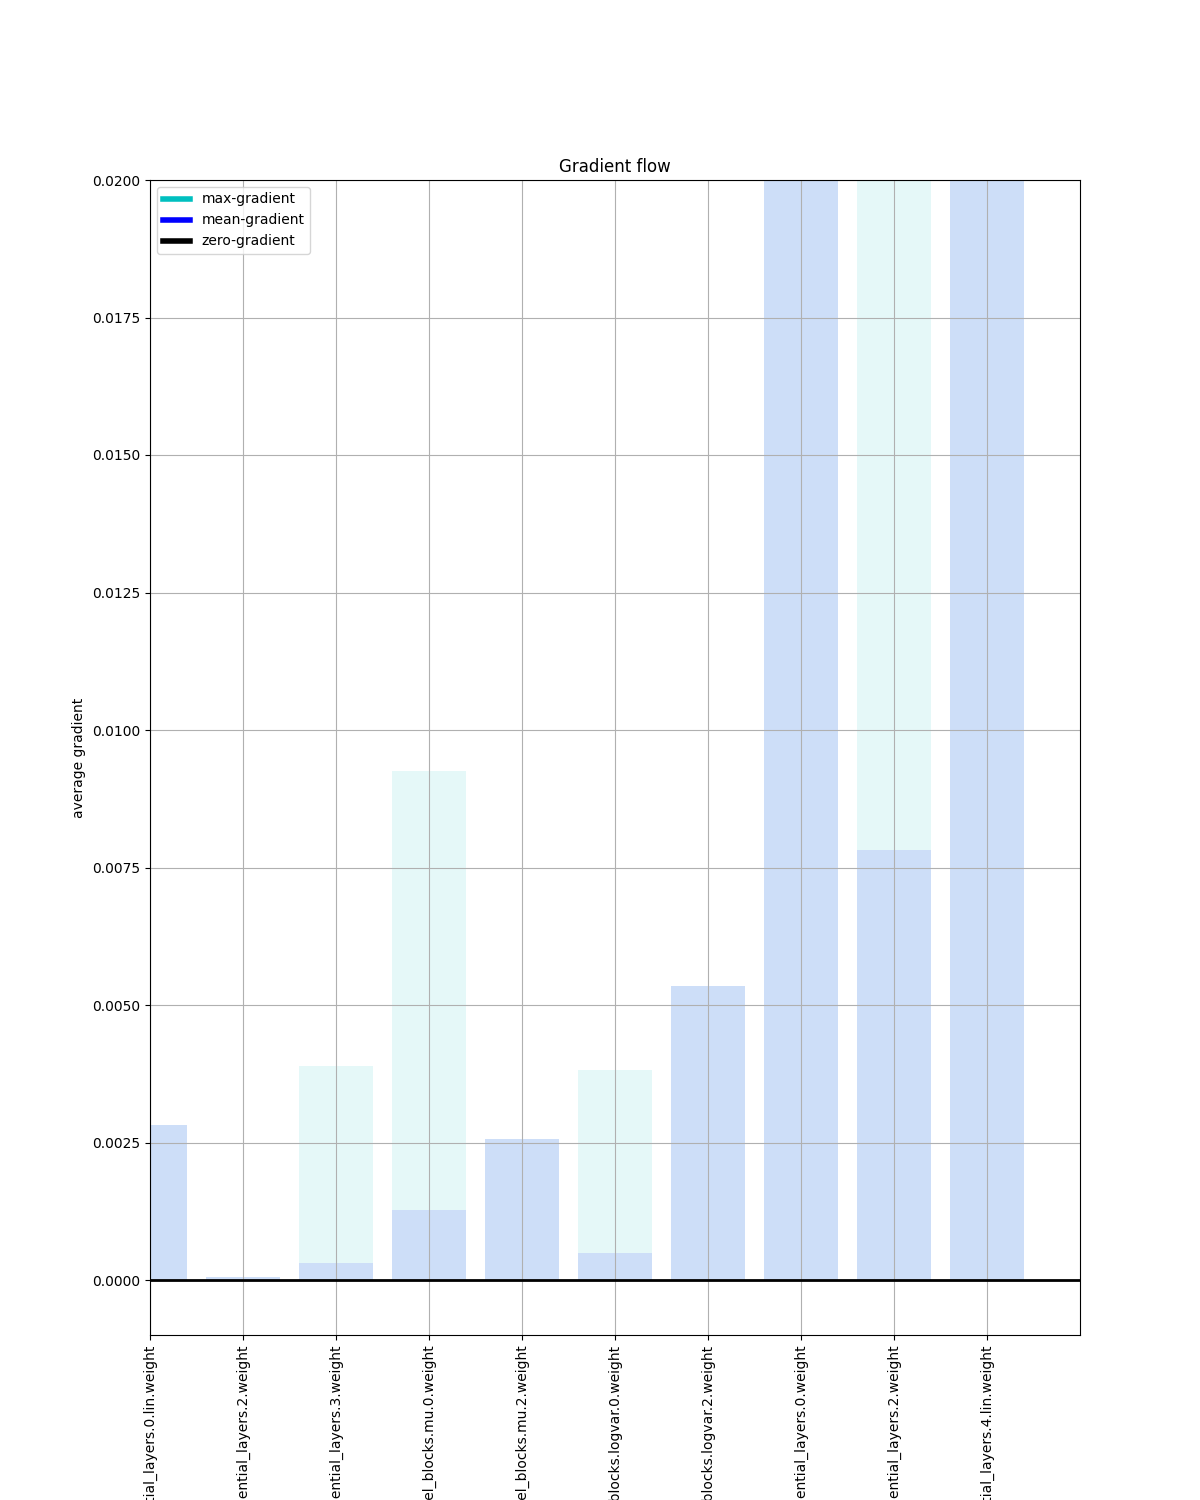 Gradient flow
max-gradient
mean-gradient
zero-gradient
0.0200
0.0175
0.0150
0.0125
0.0100
0.0075
0.0050
0.0025
0.0000
average gradient
tial_layers.0.lin.weight
ential_layers.2.weight
ential_layers.3.weight
el_blocks.mu.0.weight
el_blocks.mu.2.weight
blocks.logvar.0.weight
blocks.logvar.2.weight
ential_layers.0.weight
ential_layers.2.weight
tial_layers.4.lin.weight